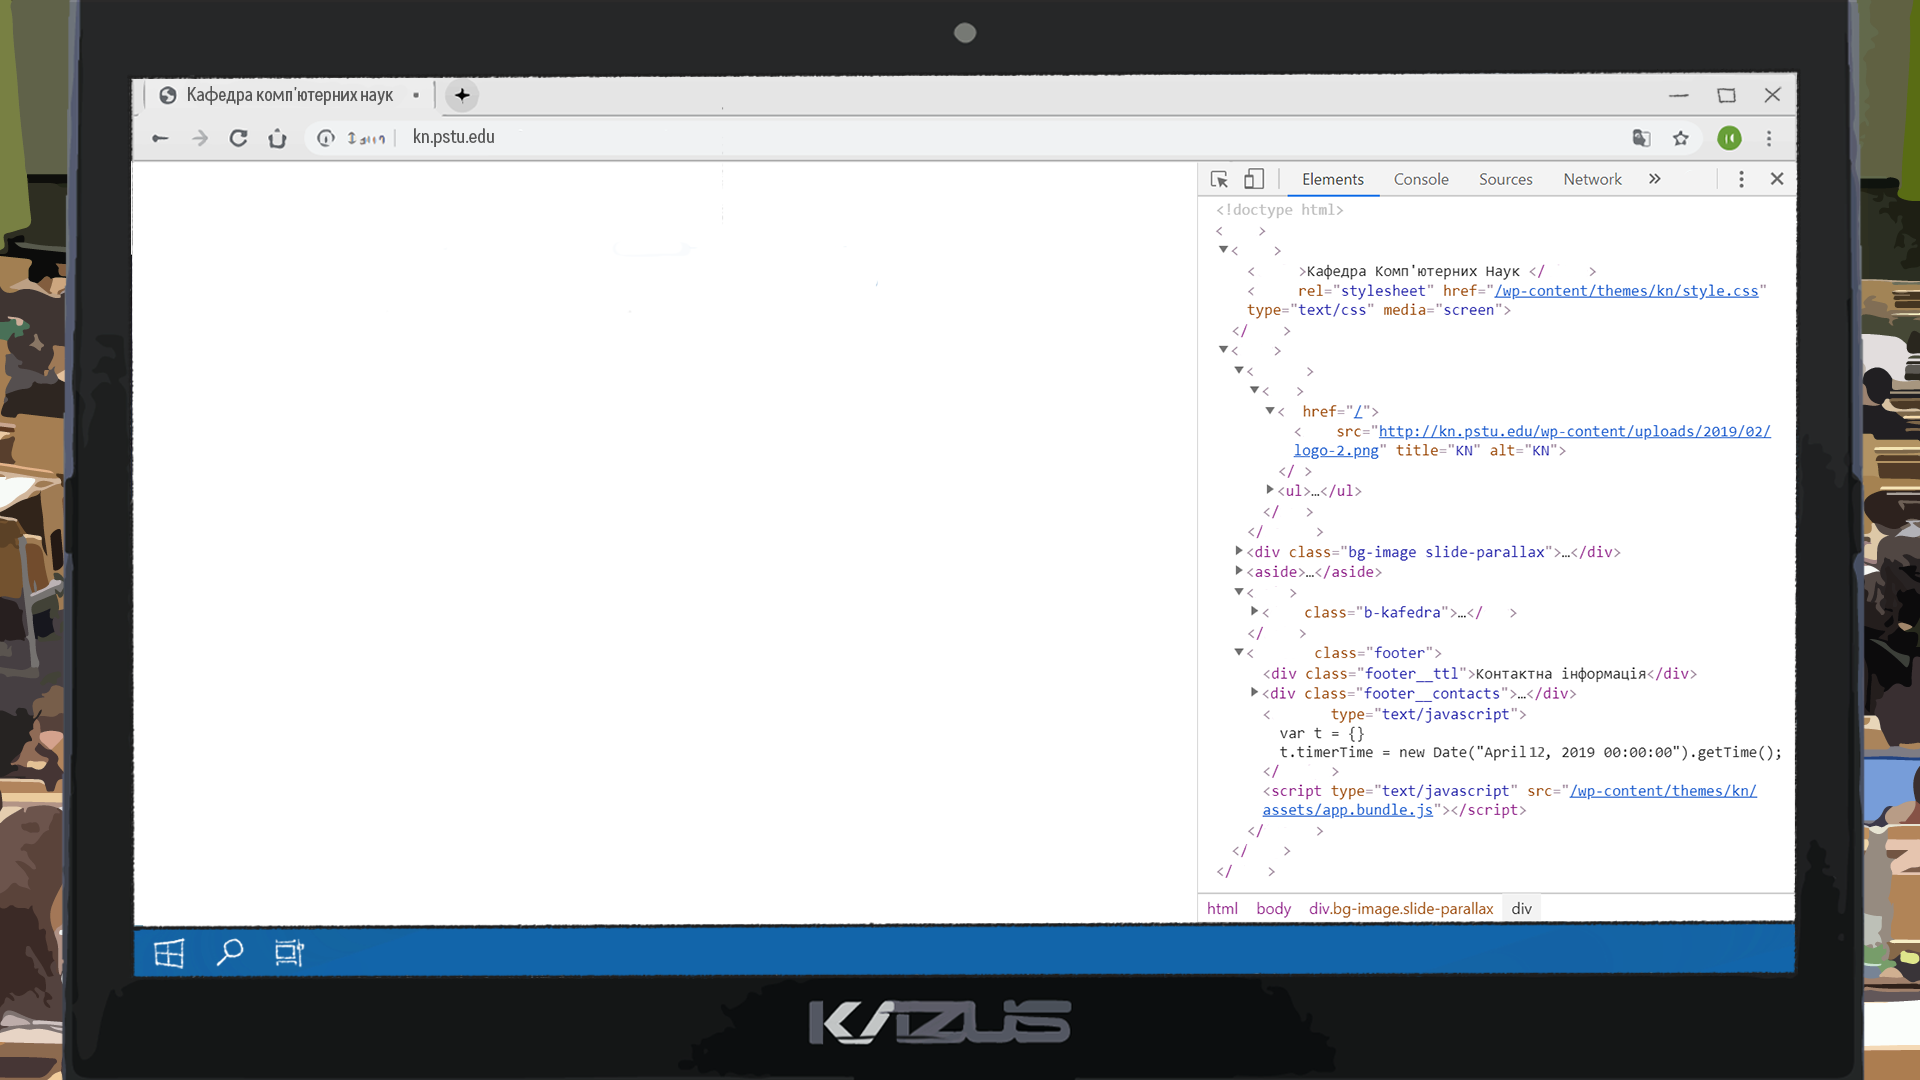 Кафедра комп'ютерних наук
kn.pstu.edu
Elements Console Sources Network »
<!doctype html>
< >
< >
< >Кафедра Комп'ютерних Наук </ >
< rel="stylesheet" href="/wp-content/themes/kn/style.css"
type="text/css" media="screen">
</ >
< >
< >
< >
< href="/">
< src="http://kn.pstu.edu/wp-content/uploads/2019/02/
logo-2.png" title="KN" alt="KN">
</ >
<ul>…</ul>
</ >
</ >
<div class="bg-image slide-parallax">…</div>
<aside>…</aside>
< >
< class="b-kafedra">…</ >
</ >
< class="footer">
<div class="footer__ttl">Контактна інформація</div>
<div class="footer__contacts">…</div>
< type="text/javascript">
var t = {}
t.timerTime = new Date("April 12, 2019 00:00:00").getTime();
</ >
<script type="text/javascript" src="/wp-content/themes/kn/
assets/app.bundle.js"></script>
</ >
</ >
</ >
html body div.bg-image.slide-parallax div
KAZUS